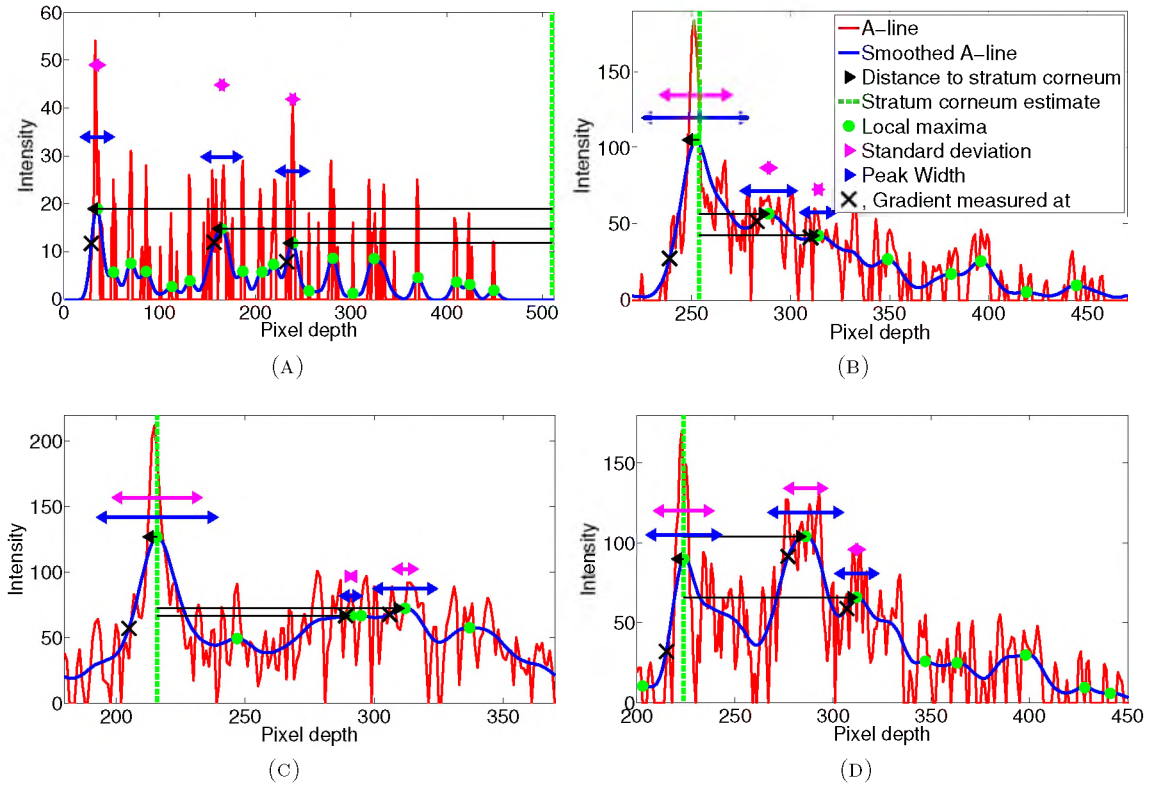 60
50
40
30
20
10
0
Intensity
0
100
200
300
400
500
Pixel depth
(A)
150
100
50
0
Intensity
250
300
350
400
450
Pixel depth
A-line
Smoothed A-line
Distance to stratum corneum
Stratum corneum estimate
Local maxima
Standard deviation
Peak Width
, Gradient measured at
(B)
200
150
100
50
0
Intensity
200
250
300
350
Pixel depth
(C)
150
100
50
0
Intensity
200
250
300
350
400
450
Pixel depth
(D)